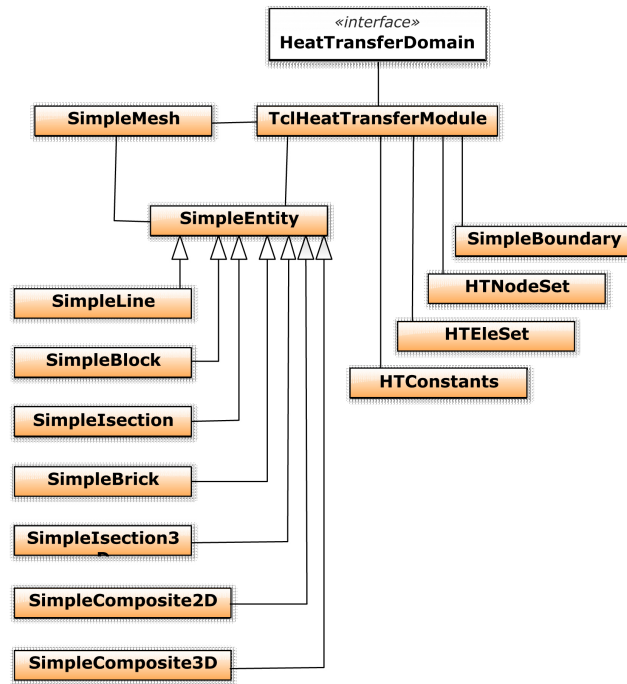 «interface»
HeatTransferDomain
SimpleMesh
TclHeatTransferModule
SimpleEntity
SimpleBoundary
HTNodeSet
SimpleLine
HTEleSet
SimpleBlock
HTConstants
SimpleIsection
SimpleBrick
SimpleIsection3
SimpleComposite2D
SimpleComposite3D